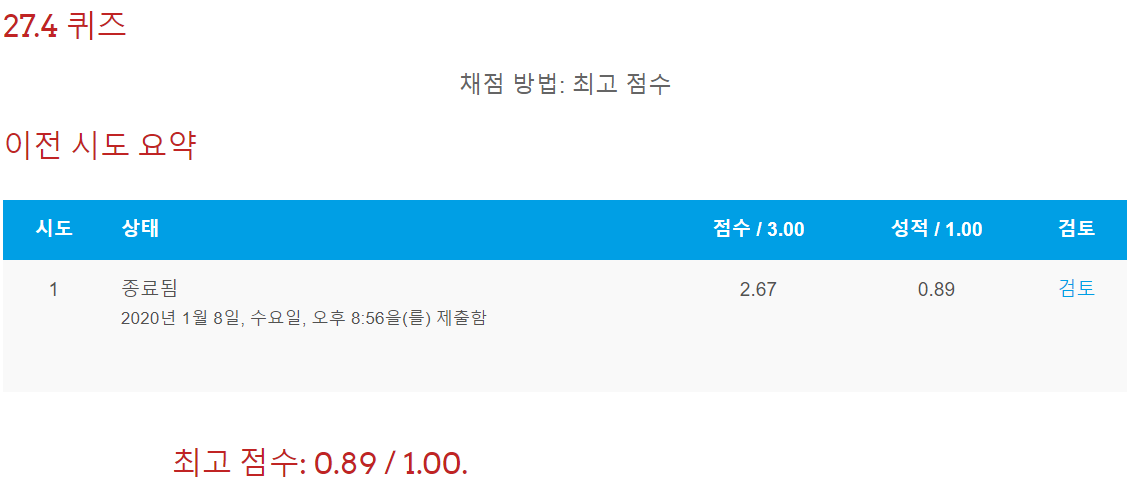 27.4 퀴즈
채점 방법: 최고 점수
이전 시도 요약
시도 상태 점수 / 3.00 성적 / 1.00 검토
1 종료됨 2.67 0.89 검토
2020년 1월 8일, 수요일, 오후 8:56을(를) 제출함
최고 점수: 0.89 / 1.00.